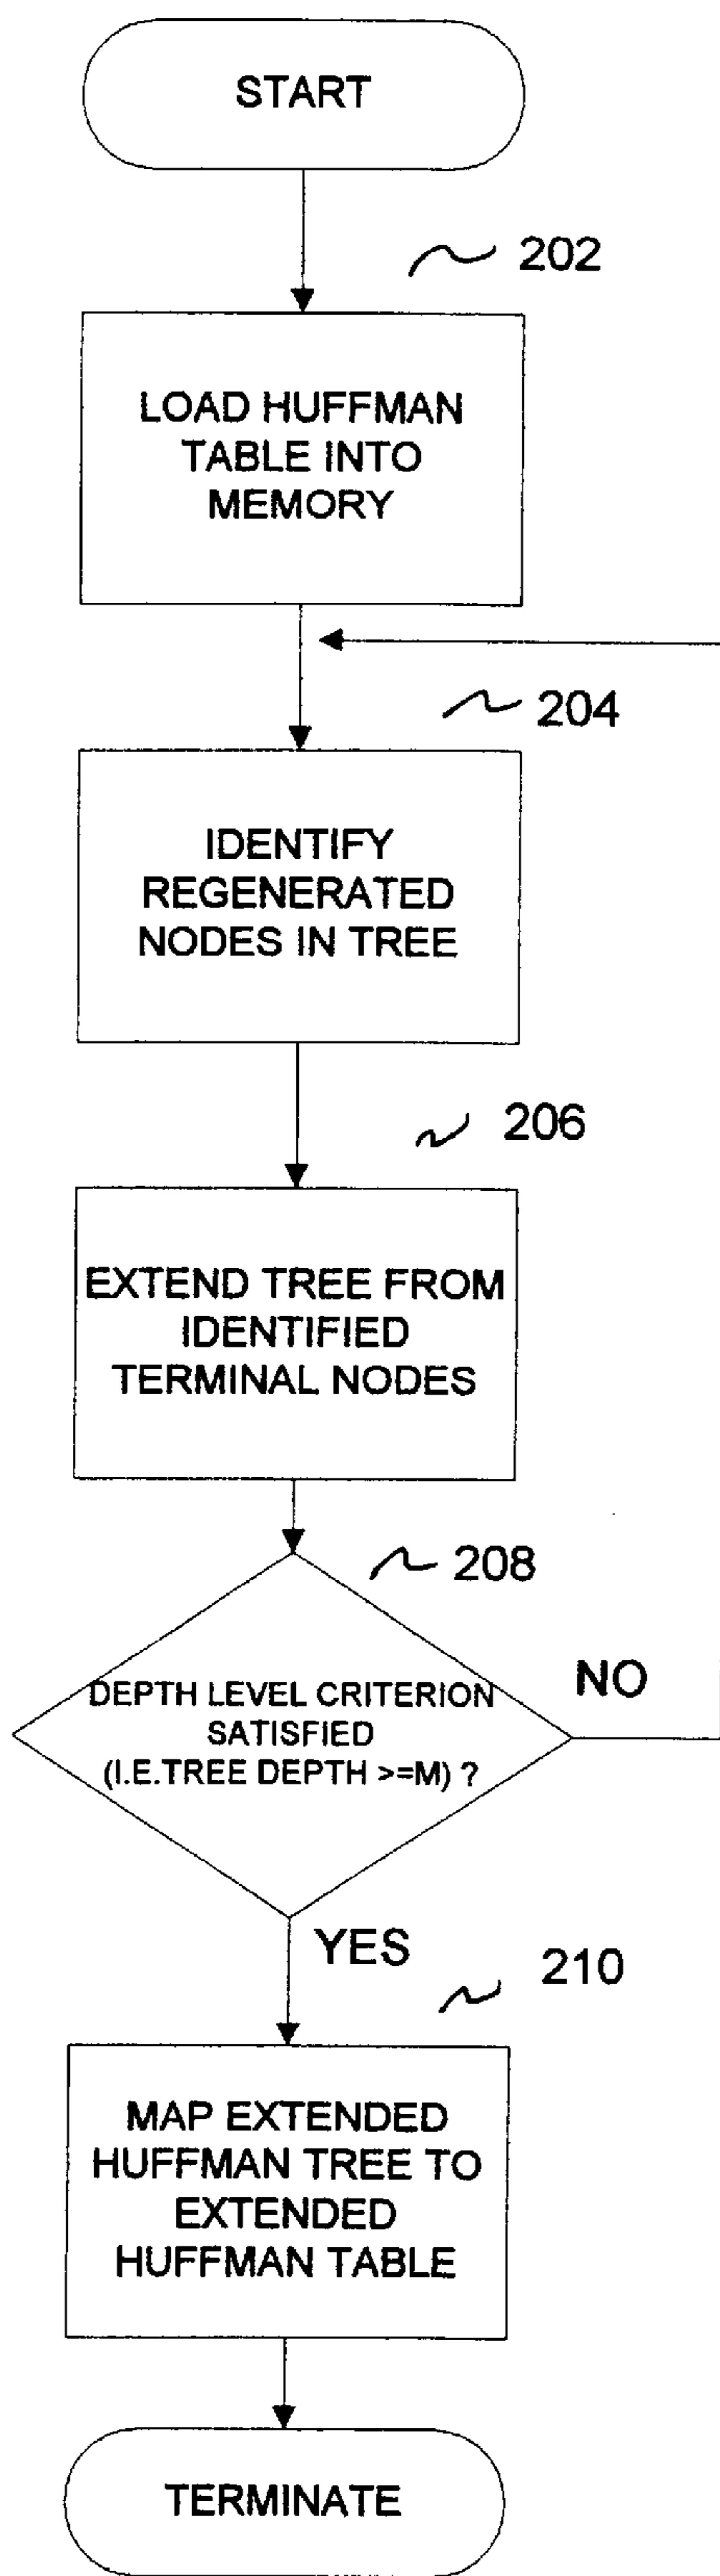 START
202
LOAD HUFFMAN
TABLE INTO
MEMORY
204
IDENTIFY
REGENERATED
NODES IN TREE
206
EXTEND TREE FROM
IDENTIFIED
TERMINAL NODES
208
DEPTH LEVEL CRITERION
SATISFIED
(I.E.TREE DEPTH >=M) ?
NO
YES
210
MAP EXTENDED
HUFFMAN TREE TO
EXTENDED
HUFFMAN TABLE
TERMINATE